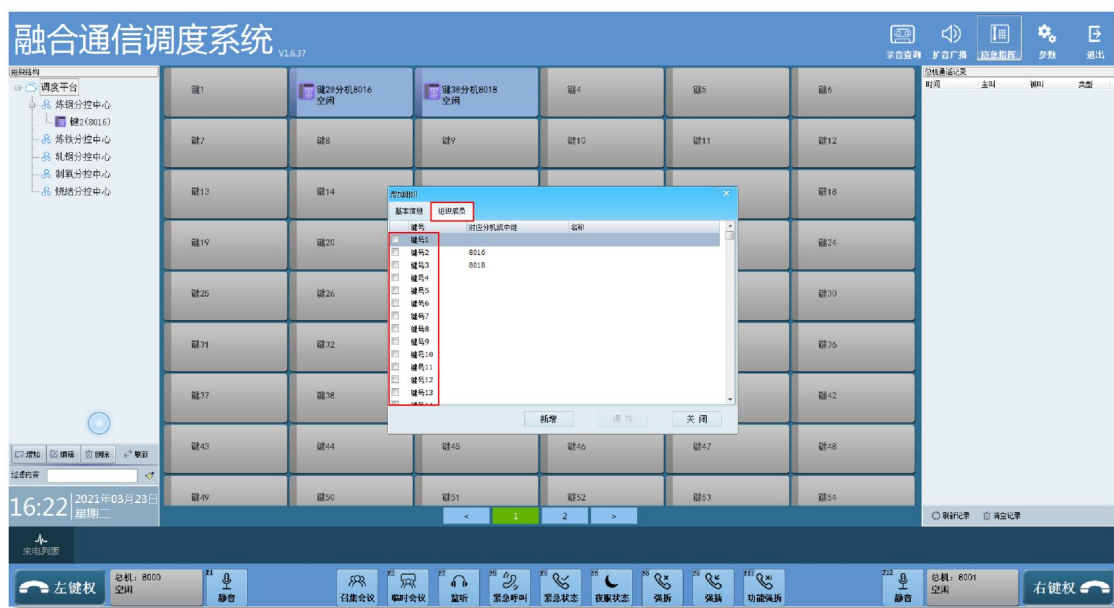 融合通信调度系统 V1.6.37
录音查询 扩音广播 应急指挥 参数 退出
组织结构
调度平台
炼钢分控中心
键2(8016)
炼铁分控中心
轧钢分控中心
制氧分控中心
烧结分控中心
增加 编辑 删除 刷新
过滤内容
16:22 2021年03月23日
星期二
键1 键2@分机8016 键3@分机8018 键4 键5 键6
空闲 空闲
键7 键8 键9 键10 键11 键12
键13 键14 键18
键19 键20 键24
键25 键26 键30
键31 键32 键36
键37 键38 键42
键43 键44 键45 键46 键47 键48
键49 键50 键51 键52 键53 键54
< 1 2 >
增加组织 ×
基本信息 组织成员
键号 对应分机或中继 名称
键号1
键号2 8016
键号3 8018
键号4
键号5
键号6
键号7
键号8
键号9
键号10
键号11
键号12
键号13
新增 保存 关闭
总机通话记录
时间 主叫 被叫 类型
刷新记录 清空记录
来电列表
左键权
总机: 8000
空闲
F1 静音
召集会议
F2 临时会议
监听
紧急呼叫
紧急状态
夜服状态
强拆
强插
功能强拆
F12 静音
总机: 8001
空闲
右键权